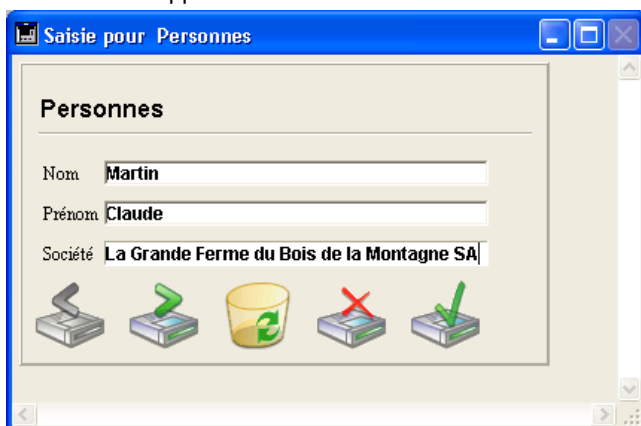 Saisie pour Personnes
Personnes
Nom Martin
Prénom Claude
Société La Grande Ferme du Bois de la Montagne SA